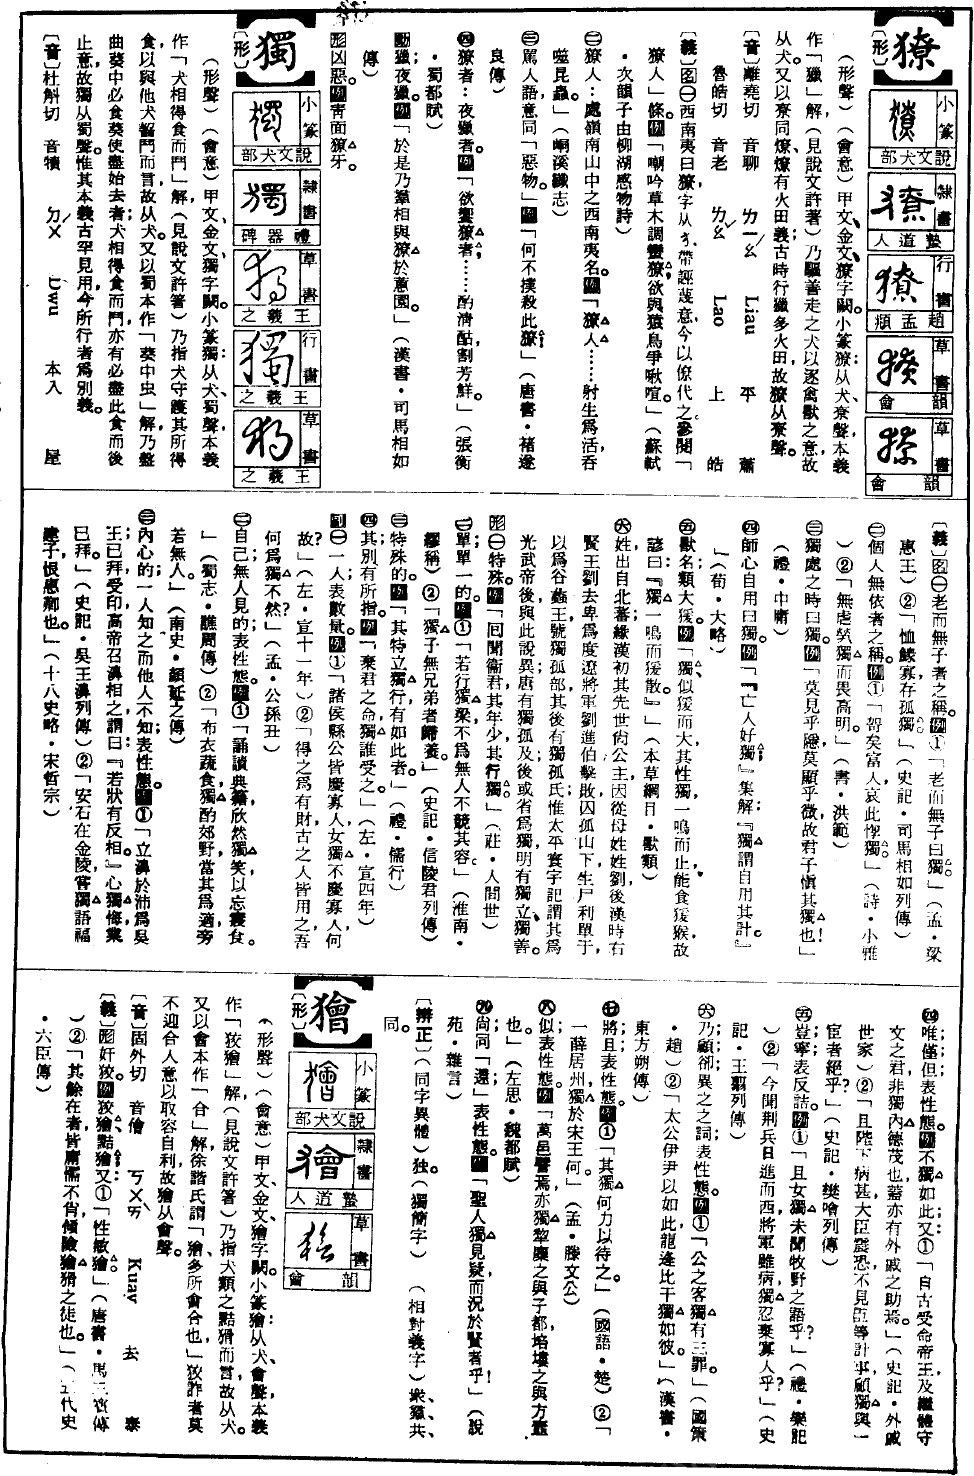 【獠】
〔形〕
小篆 說文犬部
隸書 蟄道人
行書 趙孟頫
草書 韻會
草書 韻會
（形聲）（會意）甲文、金文獠字闕。小篆獠：从犬尞聲，本義
作「獵」解，（見說文許著）乃驅善走之犬以逐禽獸之意，故
从犬。又以尞同燎，燎有火田義；古時行獵多火田，故獠从尞聲。
〔音〕離堯切 音聊 ㄌㄧㄠˊ Liau 平 蕭
魯皓切 音老 ㄌㄠˇ Lao 上 皓
〔義〕名㊀西南夷曰獠，字从犭，帶誣蔑意，今以僚代之，參閱「
獠人」條。例「嘲吟草木調蠻獠，欲與猿鳥爭啾喧。」（蘇軾
・次韻子由柳湖感物詩）
㊁獠人：處嶺南山中之西南夷名。例「獠人……射生爲活，吞
噬昆蟲。」（峒溪纖志）
㊂駡人語，意同「惡物。」例「何不撲殺此獠！」（唐書・褚遂
良傳）
㊃獠者：夜獵者。例「欲饗獠者……酌淸酤，割芳鮮。」（張衡
・蜀都賦）
動獵；夜獵。例「於是乃羣相與獠於蕙園。」（漢書・司馬相如
傳）
形凶惡。例靑面獠牙。
【獨】
〔形〕
小篆 說文犬部
隸書 禮器碑
草書 王羲之
行書 王羲之
草書 王羲之
（形聲）（會意）甲文、金文獨字闕。小篆獨：从犬蜀聲，本義
作「犬相得而鬥」解，（見說文許箸）乃指犬守護其所得
食以與他犬齧鬥而言，故从犬。又以蜀本作「葵中虫」解，乃盤
曲葵中必食葵使盡始去者；犬相得食而鬥亦有必盡此食而後
止意，故獨从蜀聲。惟其本義古罕見用，今所行者爲別義。
〔音〕杜斛切 音犢 ㄉㄨˊ Dwu 本入 屋
〔義〕名㊀老而無子者之稱。例①「老而無子曰獨。」（孟・梁
惠王）②「恤鰥寡，存孤獨。」（史記・司馬相如列傳）
㊁個人無依者之稱。例①「哿矣富人，哀此惸獨。」（詩・小雅
）②「無虐煢獨而畏高明。」（書・洪範）
㊂獨處之時曰獨。例「莫見乎隱，莫顯乎微，故君子愼其獨也！」
（禮・中庸）
㊃師心自用曰獨。例「『亡人好獨』集解：『獨謂自用其計。』
」（荀・大略）
㊄獸名，類大猨。例「獨似猨而大，其性獨，一鳴而止，能食猨猴，故
諺曰：『獨一鳴而猨散。』」（本草綱目・獸類）
㊅姓，出自北蕃緣漢初其先世尙公主，因從母姓姓劉，後漢時右
賢王劉去卑爲度遼將軍劉進伯擊敗，囚孤山下，生尸利單于，
以爲谷蠡王，號獨孤部，其後有獨孤氏；惟太平寰宇記謂其爲
光武帝後，與此說異；唐有獨孤及，後或省爲獨；明有獨立、獨善。
形㊀特殊。例「回聞衞君，其年少，其行獨。」（莊・人間世）
㊁單；單一的。例①「若行獨梁，不爲無人不兢其容。」（淮南・
繆稱）②「獨子無兄弟者歸養。」（史記・信陵君列傳）
㊂特殊的。例「其特立獨行有如此者。」（禮・儒行）
㊃其；別有所指。例「棄君之命，獨誰受之。」（左・宣四年）
副㊀一人；表數量。例①「諸侯縣公皆慶寡人，女獨不慶寡人，何
故？」（左・宣十一年）②「得之爲有財，古之人皆用之，吾
何爲獨不然？」（孟・公孫丑）
㊁自己；無人見的；表性態。例①「誦讀典籍，欣然獨笑以忘寢食。
」（蜀志・譙周傳）②「布衣蔬食，獨酌郊野，當其爲適，旁
若無人。」（南史・顔延之傳）
㊂內心的；一人知之而他人不知；表性態。例①「立濞於沛爲吳
王，已拜受印，高帝召濞相之，謂曰：『若狀有反相。』心獨悔，業
已拜。」（史記・吳王濞列傳）②「安石在金陵嘗獨語福
建子，恨惠卿也。」（十八史略・宋哲宗）
㊃唯；僅；但；表性態。例不獨如此。又①「自古受命帝王及繼體守
文之君，非獨內德茂也，蓋亦有外戚之助焉。」（史記・外戚
世家）②「且陛下病甚，大臣震恐，不見臣等計事，顧獨與一
宦者絕乎？」（史記・樊噲列傳）
㊄豈；寧；表反詰。例①「且女獨未聞牧野之語乎？」（禮・樂記
）②「今聞荆兵日進而西，將軍雖病，獨忍棄寡人乎？」（史
記・王翦列傳）
㊅乃；顧；卻；異之之詞；表性態。例①「公之客獨有三罪。」（國策
・趙）②「太公伊尹以如此，龍逢比干獨如彼。」（漢書・
東方朔傳）
㊆將；且；表性態。例①「其獨何力以待之。」（國語・楚）②「
一薛居州，獨於宋王何。」（孟・滕文公）
㊇似；表性態。例「萬邑譬焉，亦獨犂麋之與子都，培塿之與方壺
也。」（左思・魏都賦）
㊈尙；同「還」；表性態。例「聖人獨見疑，而況於賢者乎！」（說
苑・雜言）
〔辨正〕（同字異體）独。（獨簡字） （相對義字）衆、獵、共、
同。
【獪】
〔形〕
小篆 說文犬部
隸書 蟄道人
草書 韻會
（形聲）（會意）甲文、金文獪字闕。小篆獪从犬、會聲，本義
作「狡獪」解，（見說文許箸）乃指犬類之點猾而言，故从犬。
又以會本作「合」解，徐鍇氏謂「獪，多所會合也」，狡詐者莫
不迎合人意以取容自利，故獪从會聲。
〔音〕固外切 音儈 ㄎㄨㄞˋ Kuay 去 泰
〔義〕形奸狡。例狡獪；黠獪。又①「性敏獪。」（唐書・馬三寶傳
）②「其餘在者皆庸懦不肖、傾險獪猾之徒也。」（五代史
・六臣傳）